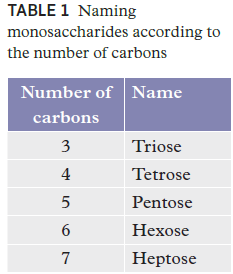 TABLE 1 Naming
monosaccharides according to
the number of carbons
Number of carbons Name
3 Triose
4 Tetrose
5 Pentose
6 Hexose
7 Heptose